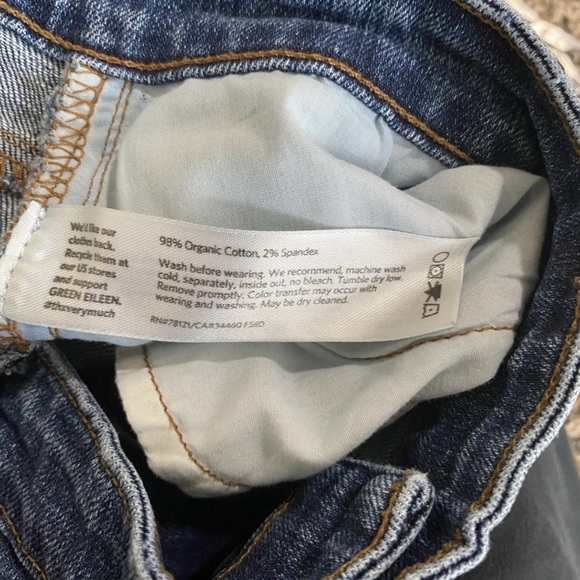 We'd like our
clothes back.
Recycle them at
our US stores
and support
GREEN EILEEN.
#thxverymuch
98% Organic Cotton, 2% Spandex
Wash before wearing. We recommend, machine wash
cold, separately, inside out, no bleach. Tumble dry low.
Remove promptly. Color transfer may occur with
wearing and washing. May be dry cleaned.
RN#78121/CA#34460 F58D